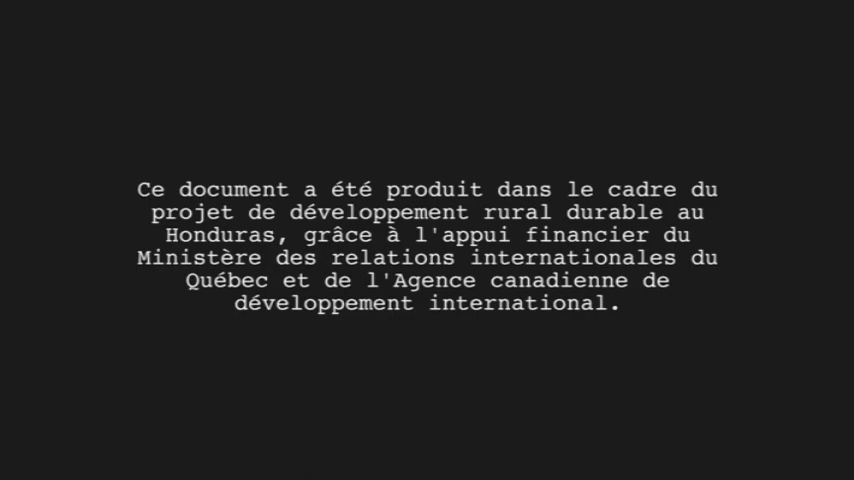 Ce document a été produit dans le cadre du
projet de développement rural durable au
Honduras, grâce à l'appui financier du
Ministère des relations internationales du
Québec et de l'Agence canadienne de
développement international.